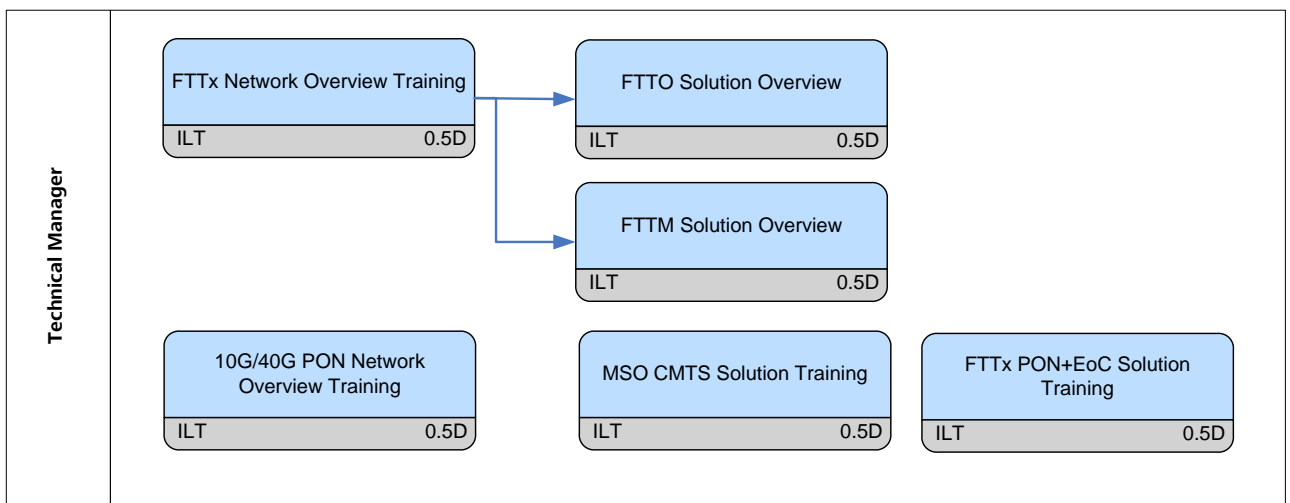 Technical Manager
FTTx Network Overview Training
ILT 0.5D
FTTO Solution Overview
ILT 0.5D
FTTM Solution Overview
ILT 0.5D
10G/40G PON Network
Overview Training
ILT 0.5D
MSO CMTS Solution Training
ILT 0.5D
FTTx PON+EoC Solution
Training
ILT 0.5D